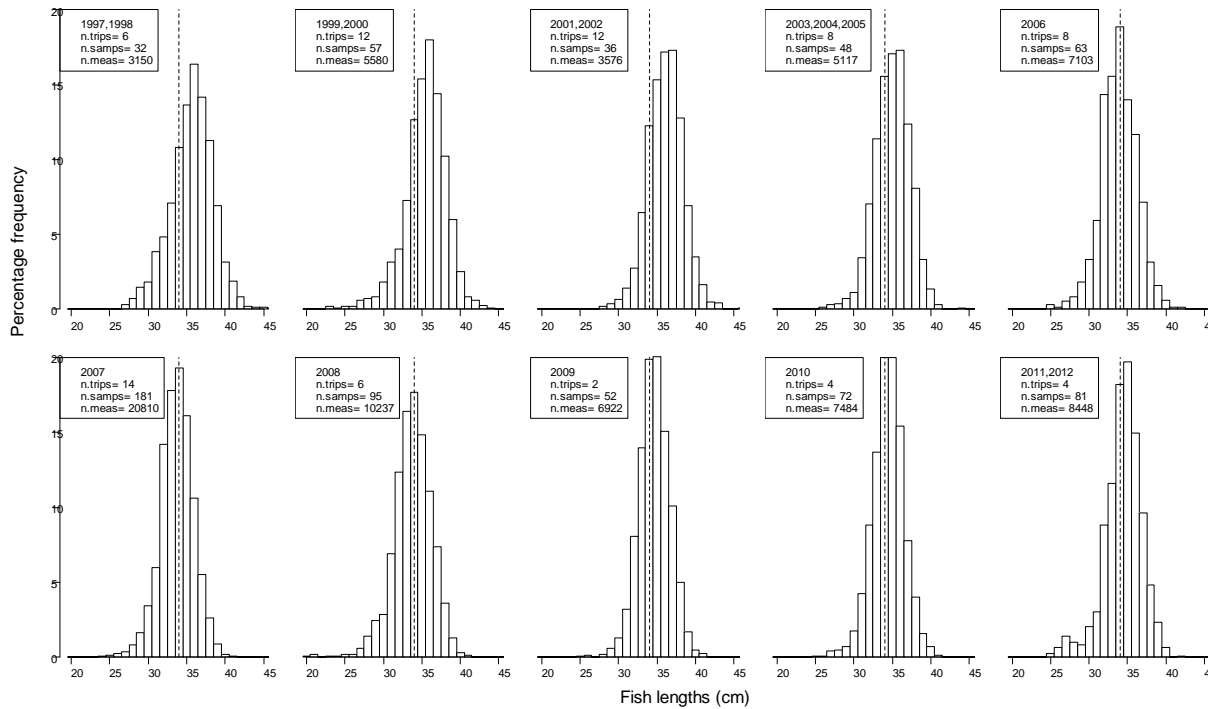 20
15
10
5
0
1997,1998
n.trips= 6
n.samps= 32
n.meas= 3150
1999,2000
n.trips= 12
n.samps= 57
n.meas= 5580
2001,2002
n.trips= 12
n.samps= 36
n.meas= 3576
2003,2004,2005
n.trips= 8
n.samps= 48
n.meas= 5117
2006
n.trips= 8
n.samps= 63
n.meas= 7103
20 25 30 35 40 45
20 25 30 35 40 45
20 25 30 35 40 45
20 25 30 35 40 45
20 25 30 35 40 45
Percentage frequency
20
15
10
5
0
2007
n.trips= 14
n.samps= 181
n.meas= 20810
2008
n.trips= 6
n.samps= 95
n.meas= 10237
2009
n.trips= 2
n.samps= 52
n.meas= 6922
2010
n.trips= 4
n.samps= 72
n.meas= 7484
2011,2012
n.trips= 4
n.samps= 81
n.meas= 8448
20 25 30 35 40 45
20 25 30 35 40 45
20 25 30 35 40 45
20 25 30 35 40 45
20 25 30 35 40 45
Fish lengths (cm)